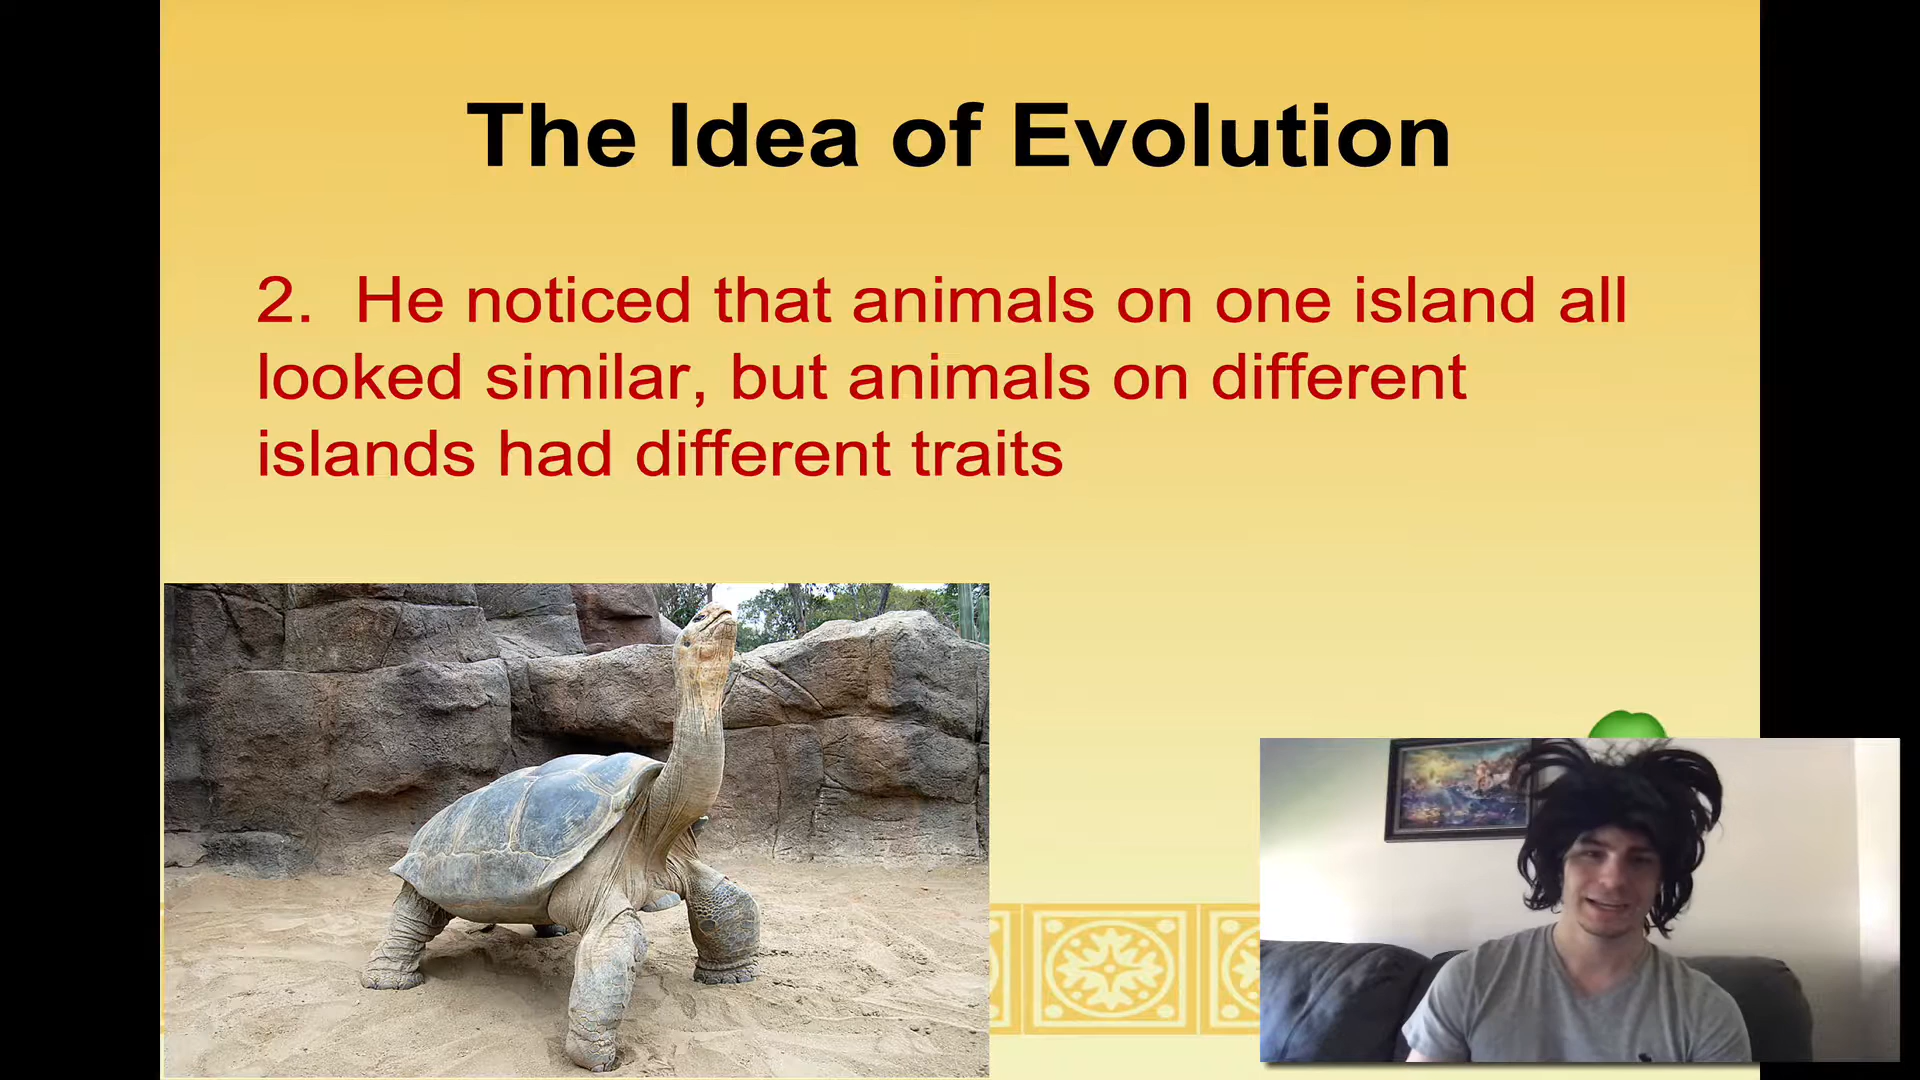 The Idea of Evolution
2. He noticed that animals on one island all
looked similar, but animals on different
islands had different traits